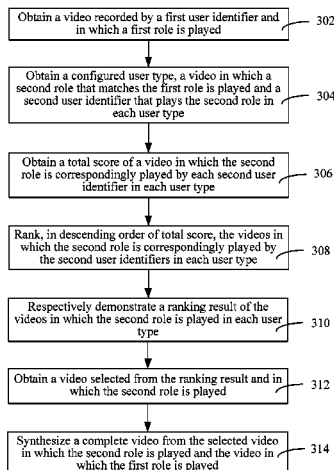 Obtain a video recorded by a first user identifier and
in which a first role is played
302
Obtain a configured user type, a video in which a
second role that matches the first role is played and
a second user identifier that plays the second role in
each user type
304
Obtain a total score of a video in which the second
role is correspondingly played by each second user
identifier in each user type
306
Rank, in descending order of total score, the videos in
which the second role is correspondingly played by
the second user identifiers in each user type
308
Respectively demonstrate a ranking result of the
videos in which the second role is played in each user
type
310
Obtain a video selected from the ranking result and in
which the second role is played
312
Synthesize a complete video from the selected video
in which the second role is played and the video in
which the first role is played
314